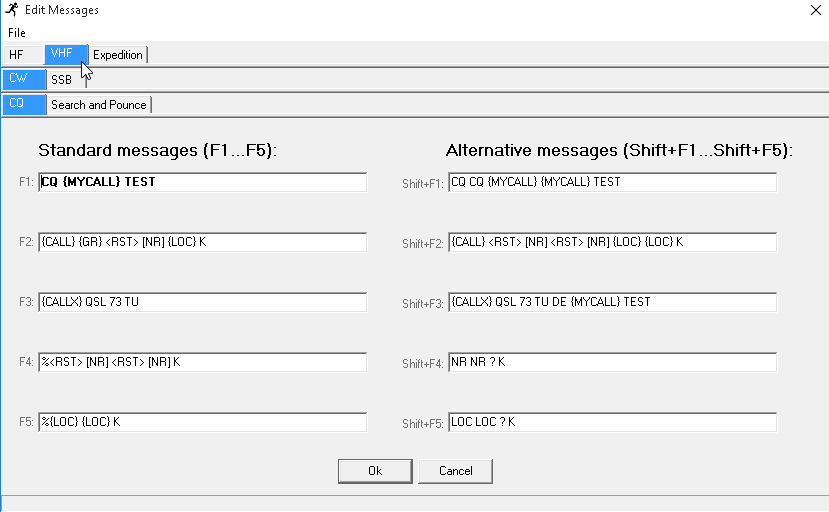 Edit Messages
File
HF VHF Expedition
CW SSB
CQ Search and Pounce
Standard messages (F1...F5): Alternative messages (Shift+F1...Shift+F5):
F1: CQ {MYCALL} TEST Shift+F1: CQ CQ {MYCALL} {MYCALL} TEST
F2: {CALL} {GR} <RST> [NR] {LOC} K Shift+F2: {CALL} <RST> [NR] <RST> [NR] {LOC} {LOC} K
F3: {CALLX} QSL 73 TU Shift+F3: {CALLX} QSL 73 TU DE {MYCALL} TEST
F4: %<RST> [NR] <RST> [NR] K Shift+F4: NR NR ? K
F5: %{LOC} {LOC} K Shift+F5: LOC LOC ? K
Ok Cancel